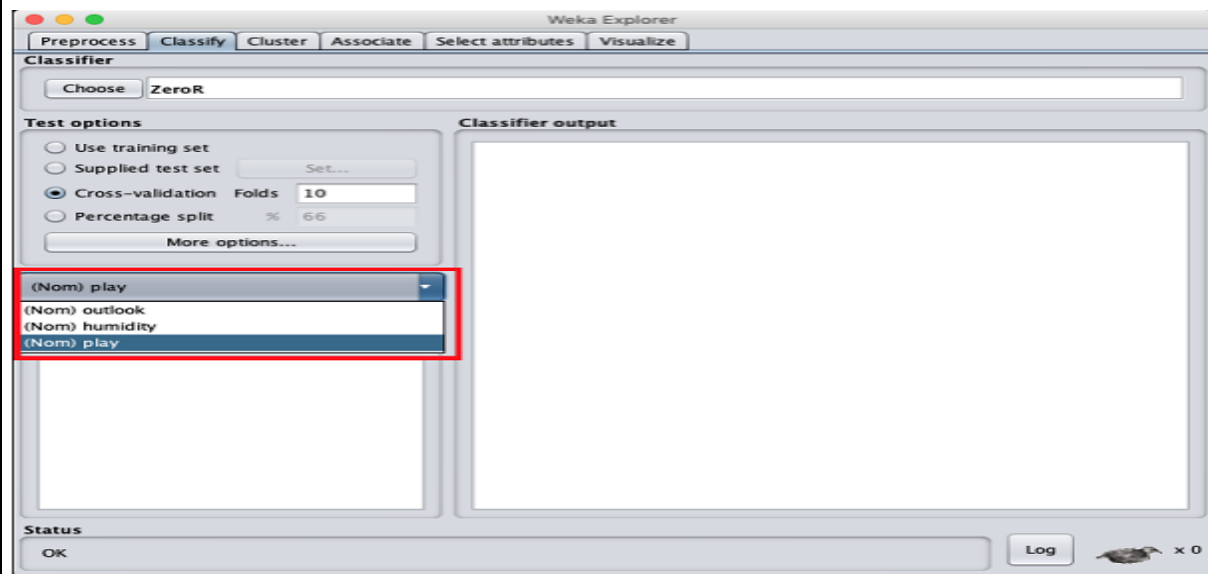 Weka Explorer
Preprocess Classify Cluster Associate Select attributes Visualize
Classifier
Choose ZeroR
Test options
Use training set
Supplied test set Set...
Cross-validation Folds 10
Percentage split % 66
More options...
(Nom) play
(Nom) outlook
(Nom) humidity
(Nom) play
Classifier output
Status
OK
Log x 0